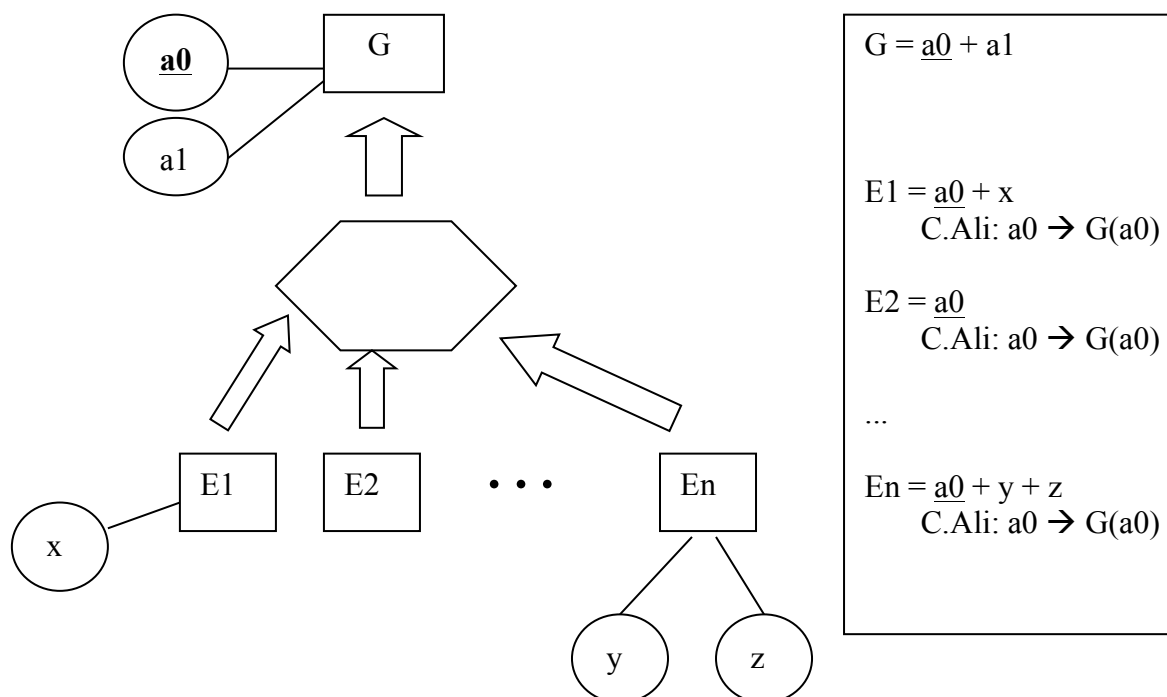 a0
G
a1
E1
E2
• • •
En
x
y
z
G = a0 + a1
E1 = a0 + x
C.Ali: a0 → G(a0)
E2 = a0
C.Ali: a0 → G(a0)
...
En = a0 + y + z
C.Ali: a0 → G(a0)